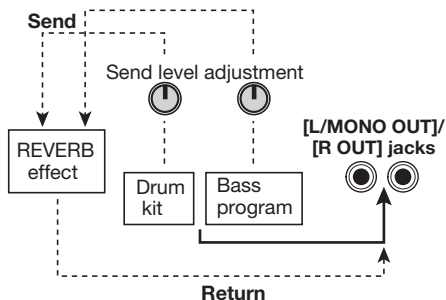 Send
Send level adjustment
[L/MONO OUT]/
[R OUT] jacks
REVERB
effect
Drum
kit
Bass
program
Return